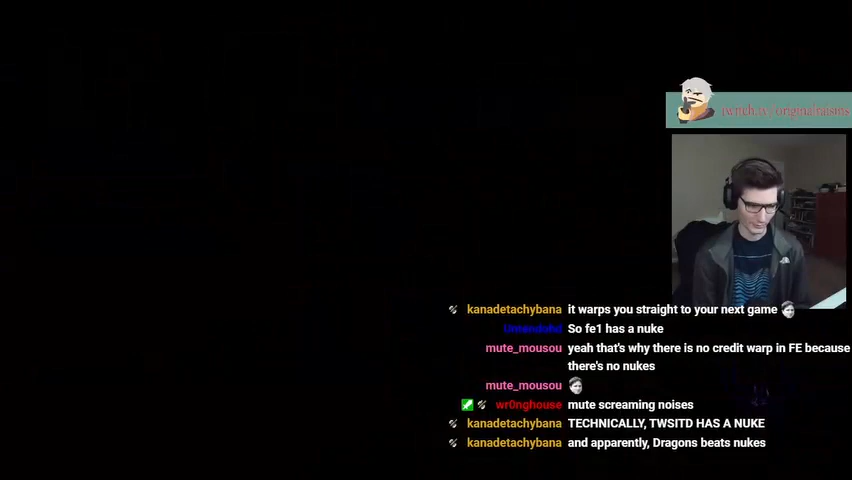 twitch.tv/originalraisins
kanadetachybana it warps you straight to your next game
Umsendohd So fe1 has a nuke
mute_mousou yeah that's why there is no credit warp in FE because
there's no nukes
mute_mousou
wr0nghouse mute screaming noises
kanadetachybana TECHNICALLY, TWSITD HAS A NUKE
kanadetachybana and apparently, Dragons beats nukes